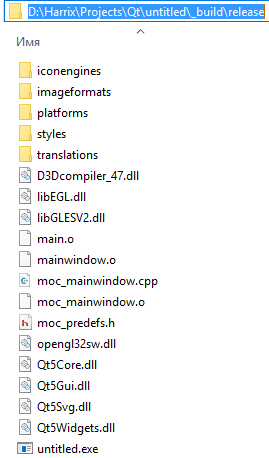 D:\Harrix\Projects\Qt\untitled\_build\release
Имя
iconengines
imageformats
platforms
styles
translations
D3Dcompiler_47.dll
libEGL.dll
libGLESV2.dll
main.o
mainwindow.o
moc_mainwindow.cpp
moc_mainwindow.o
moc_predefs.h
opengl32sw.dll
Qt5Core.dll
Qt5Gui.dll
Qt5Svg.dll
Qt5Widgets.dll
untitled.exe